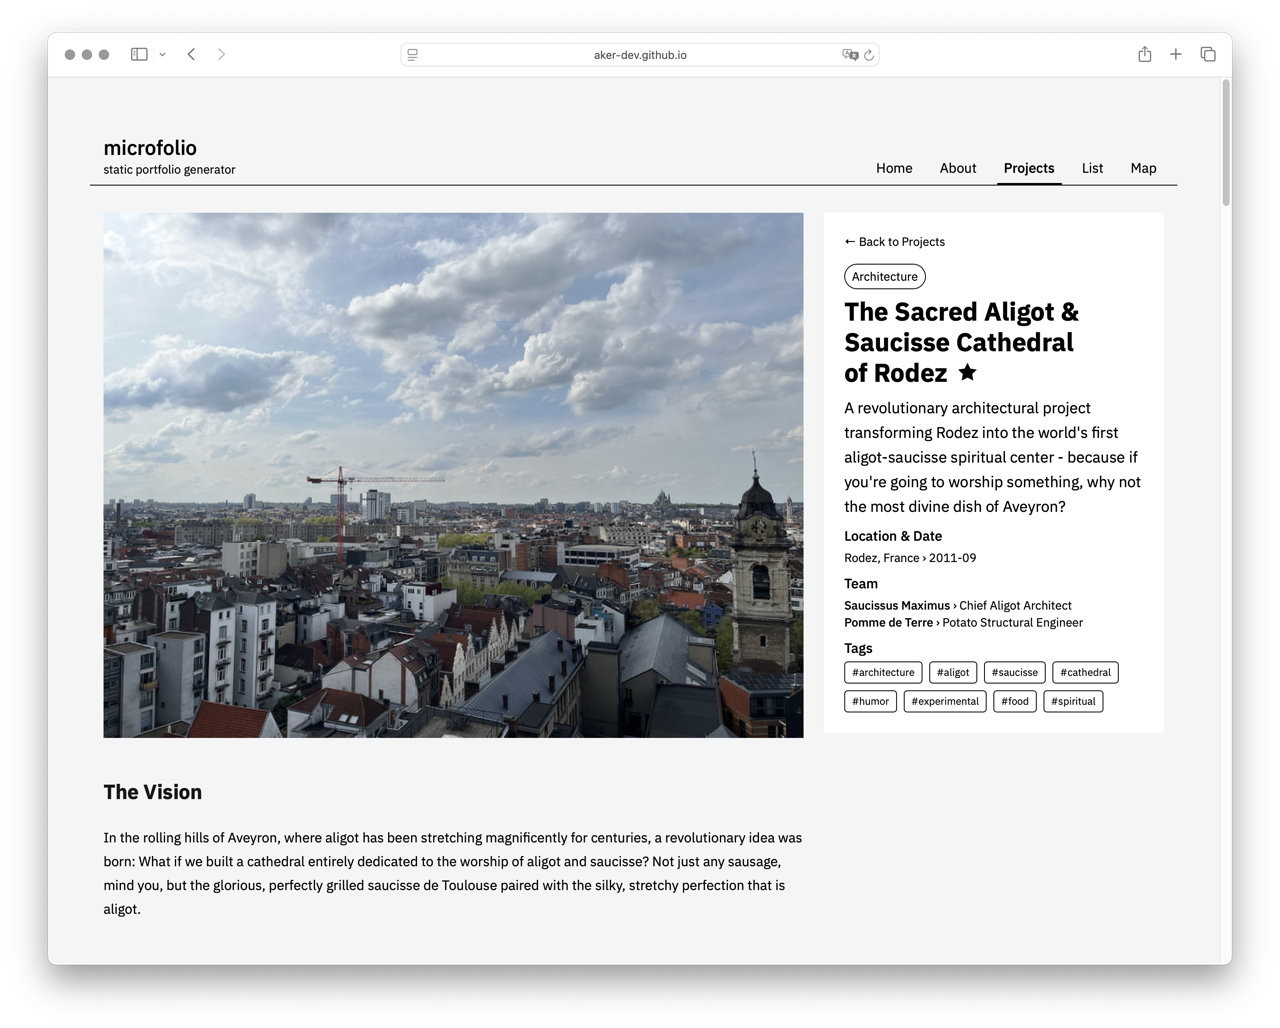 aker-dev.github.io
microfolio
static portfolio generator
Home About Projects List Map
← Back to Projects
Architecture
The Sacred Aligot &
Saucisse Cathedral
of Rodez ★
A revolutionary architectural project
transforming Rodez into the world's first
aligot-saucisse spiritual center - because if
you're going to worship something, why not
the most divine dish of Aveyron?
Location & Date
Rodez, France › 2011-09
Team
Saucissus Maximus › Chief Aligot Architect
Pomme de Terre › Potato Structural Engineer
Tags
#architecture #aligot #saucisse #cathedral
#humor #experimental #food #spiritual
The Vision
In the rolling hills of Aveyron, where aligot has been stretching magnificently for centuries, a revolutionary idea was
born: What if we built a cathedral entirely dedicated to the worship of aligot and saucisse? Not just any sausage,
mind you, but the glorious, perfectly grilled saucisse de Toulouse paired with the silky, stretchy perfection that is
aligot.